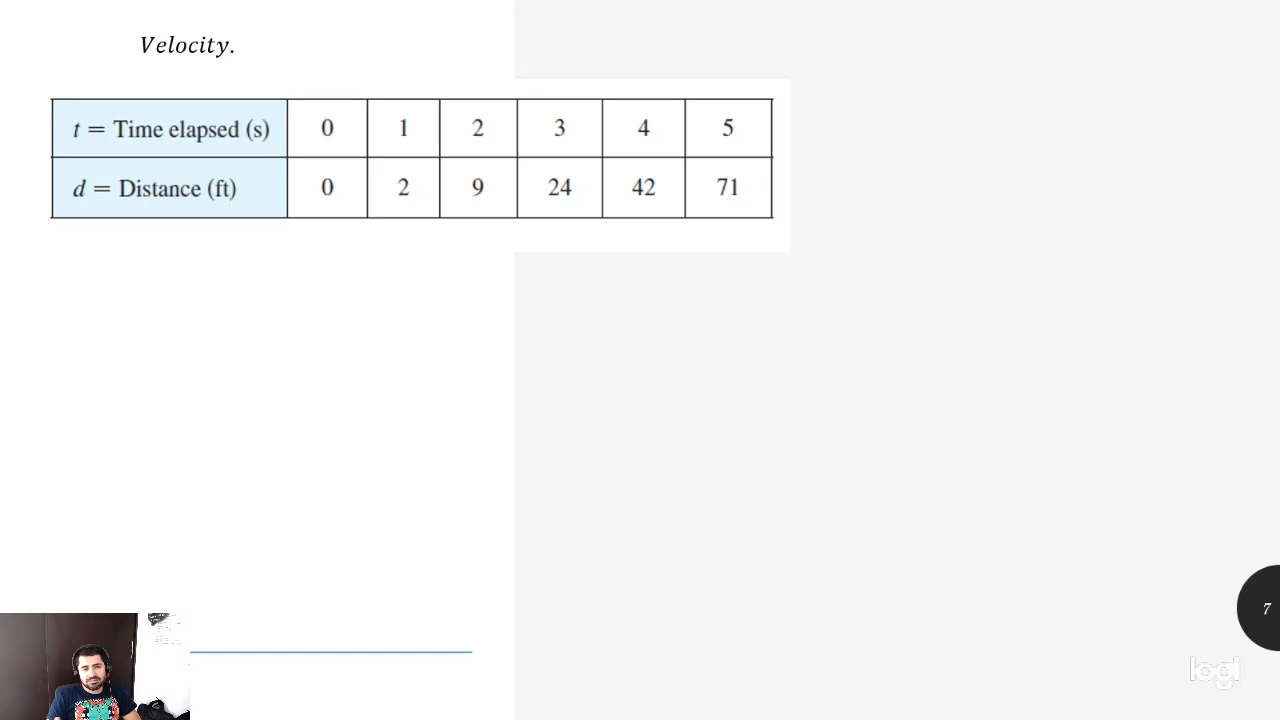 Velocity.
t = Time elapsed (s) 0 1 2 3 4 5
d = Distance (ft) 0 2 9 24 42 71
7
logi